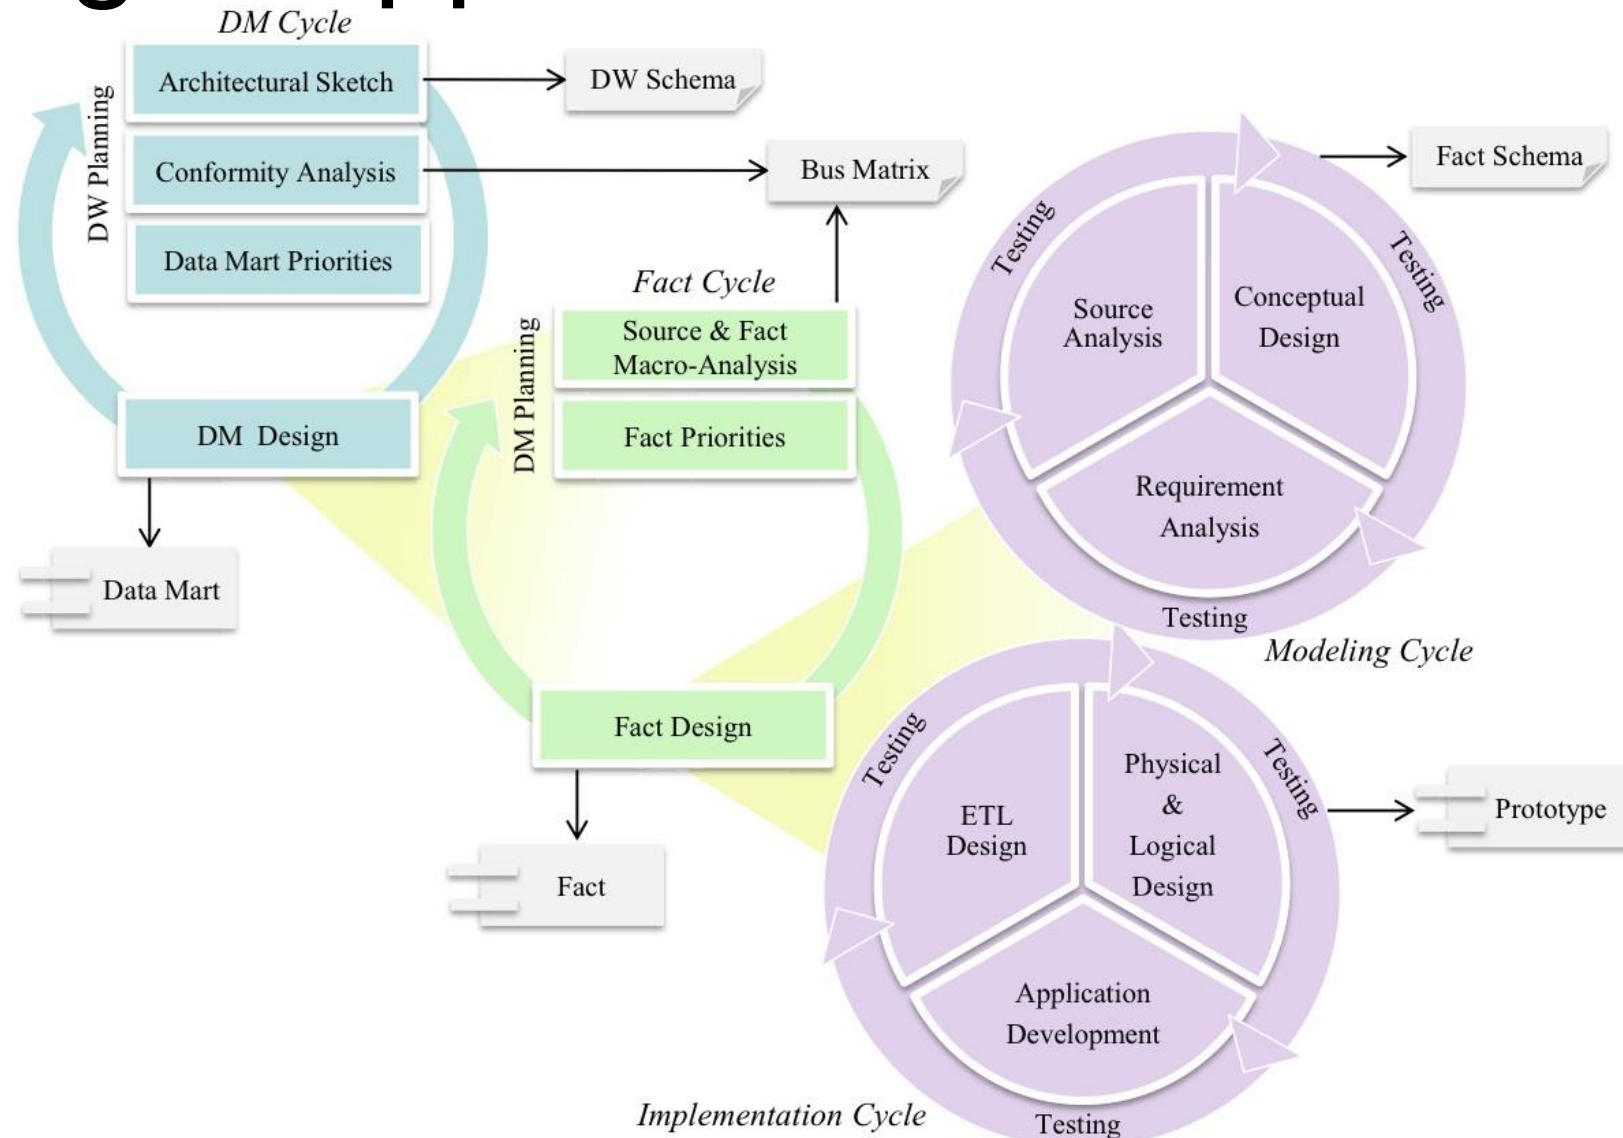 DM Cycle
Architectural Sketch
DW Schema
DW Planning
Conformity Analysis
Bus Matrix
Data Mart Priorities
DM Design
Data Mart
Fact Cycle
Source & Fact
Macro-Analysis
DM Planning
Fact Priorities
Fact Design
Fact
Fact Schema
Testing
Testing
Source
Analysis
Conceptual
Design
Requirement
Analysis
Testing
Modeling Cycle
Testing
Testing
ETL
Design
Physical
&
Logical
Design
Prototype
Application
Development
Implementation Cycle
Testing